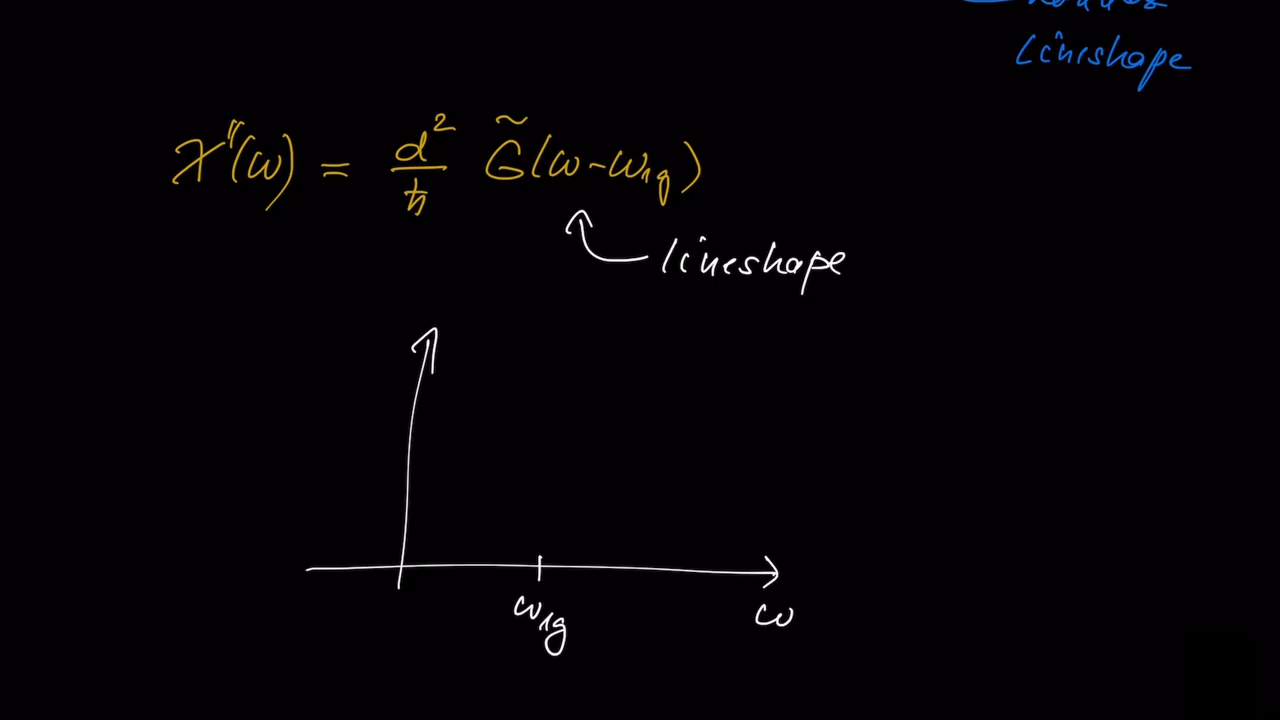 lineshape
χ''(ω) = d²/ħ G̃(ω-ω₁g)
lineshape
ω₁g
ω